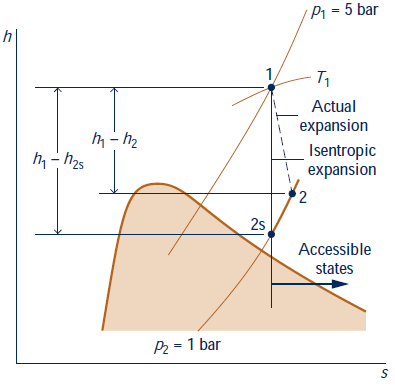 p₁ = 5 bar
h
1
T₁
Actual
expansion
h₁ – h₂
Isentropic
expansion
h₁ – h₂ₛ
2
2s
Accessible
states
p₂ = 1 bar
s